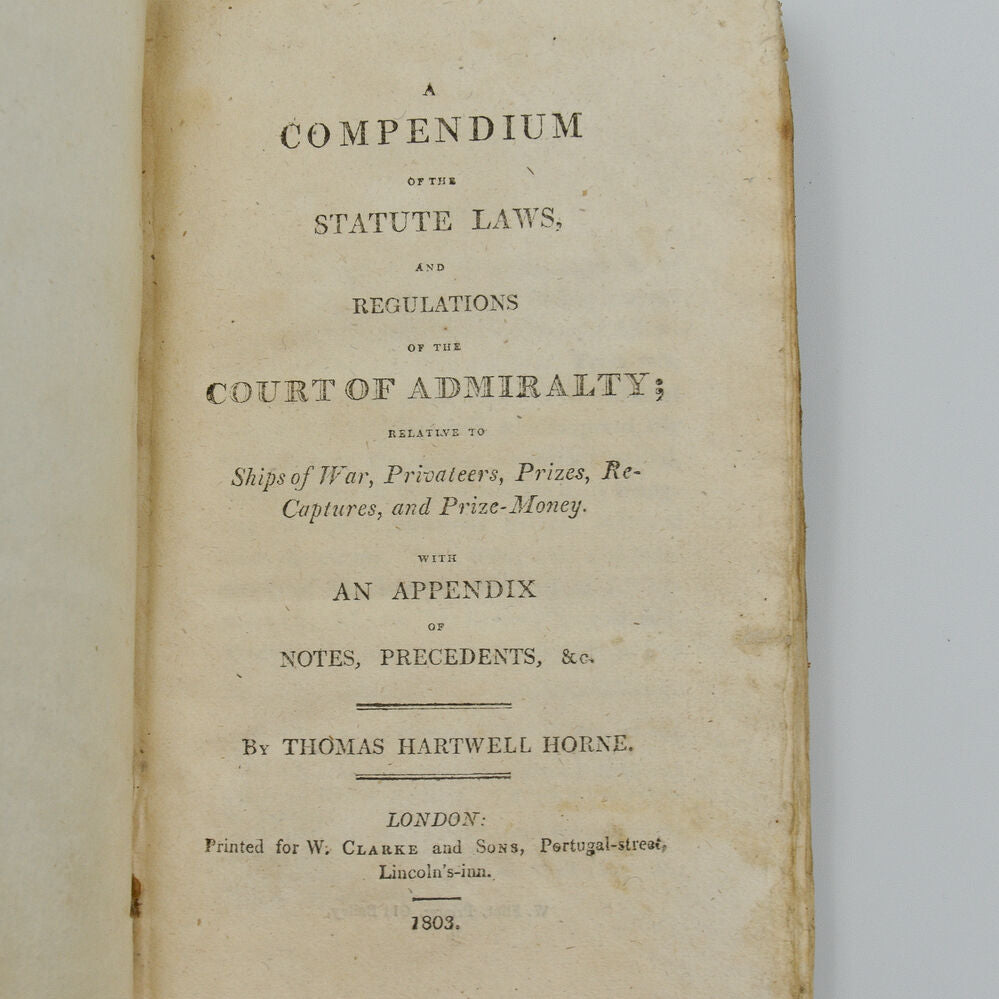 A
COMPENDIUM
OF THE
STATUTE LAWS,
AND
REGULATIONS
OF THE
COURT OF ADMIRALTY;
RELATIVE TO
Ships of War, Privateers, Prizes, Re-
Captures, and Prize-Money.
WITH
AN APPENDIX
OF
NOTES, PRECEDENTS, &c.
BY THOMAS HARTWELL HORNE.
LONDON:
Printed for W. CLARKE and SONS, Portugal-street,
Lincoln's-inn.
1803.